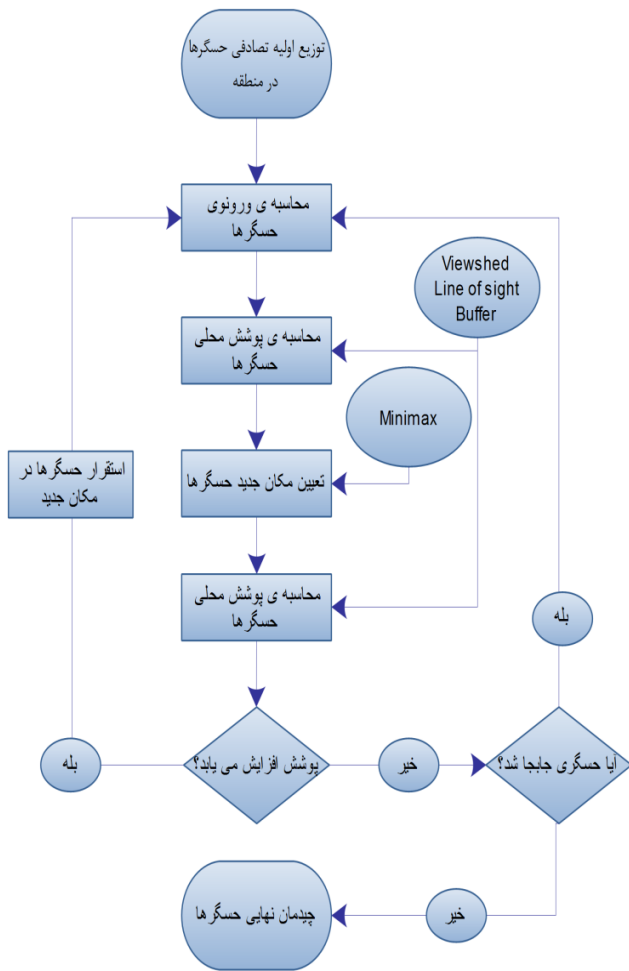 توزیع اولیه تصادفی حسگرها
در منطقه
محاسبه ی ورونوی
حسگرها
Viewshed
Line of sight
Buffer
محاسبه ی پوشش محلی
حسگرها
Minimax
استقرار حسگرها در
مکان جدید
تعیین مکان جدید حسگرها
محاسبه ی پوشش محلی
حسگرها
بله
پوشش افزایش می یابد؟
بله
خیر
آیا حسگری جابجا شد؟
چیدمان نهایی حسگرها
خیر